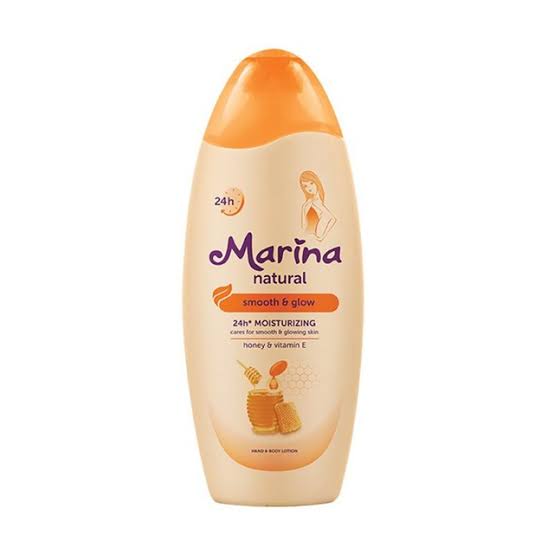 24h
Marina
natural
smooth & glow
24h* MOISTURIZING
cares for smooth & glowing skin
honey & vitamin E
HAND & BODY LOTION